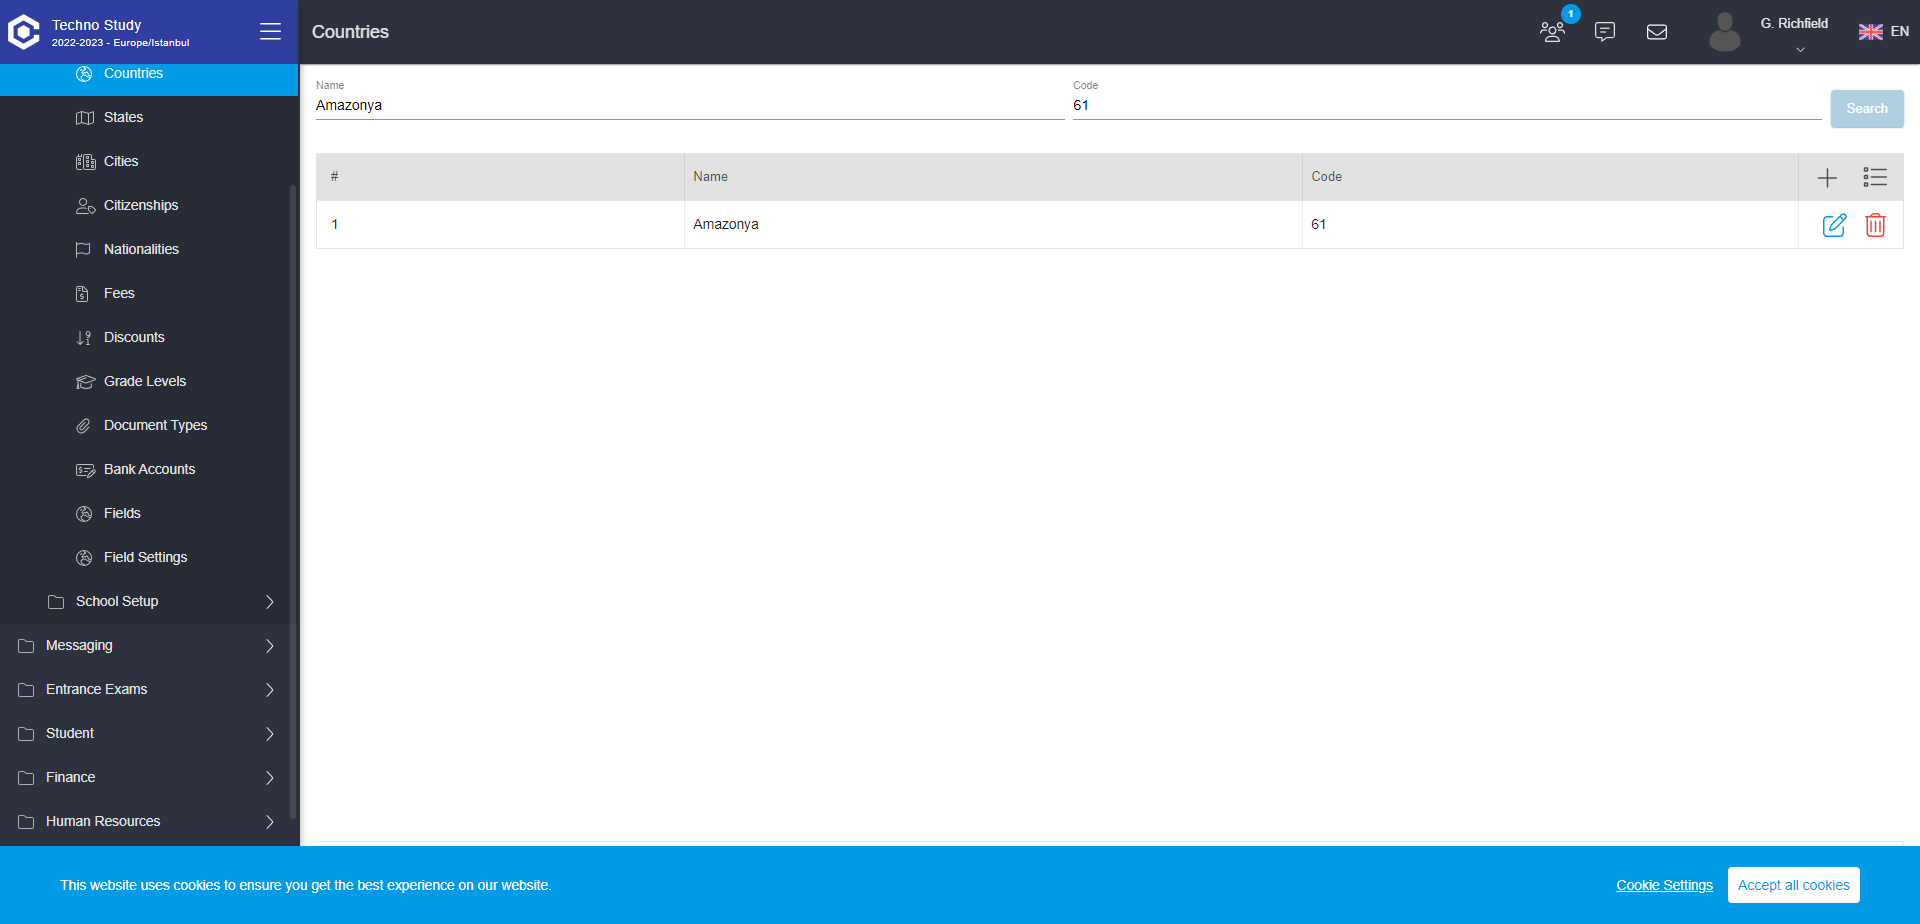 Techno Study
2022-2023 - Europe/Istanbul
Countries
1
G. Richfield
EN
Countries
States
Cities
Citizenships
Nationalities
Fees
Discounts
Grade Levels
Document Types
Bank Accounts
Fields
Field Settings
School Setup
Messaging
Entrance Exams
Student
Finance
Human Resources
Name
Amazonya
Code
61
Search
# Name Code
1 Amazonya 61
This website uses cookies to ensure you get the best experience on our website.
Cookie Settings
Accept all cookies